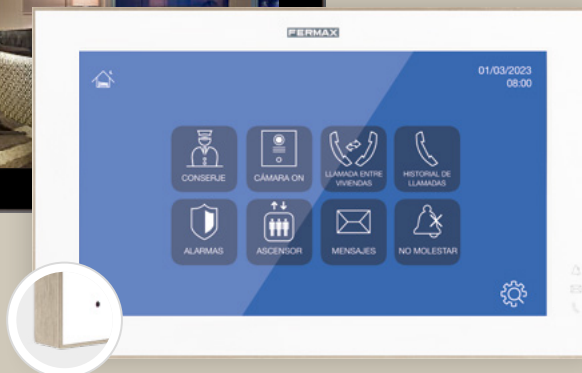 FERMAX
01/03/2023
08:00
CONSERJE
CÁMARA ON
LLAMADA ENTRE
VIVIENDAS
HISTORIAL DE
LLAMADAS
ALARMAS
ASCENSOR
MENSAJES
NO MOLESTAR